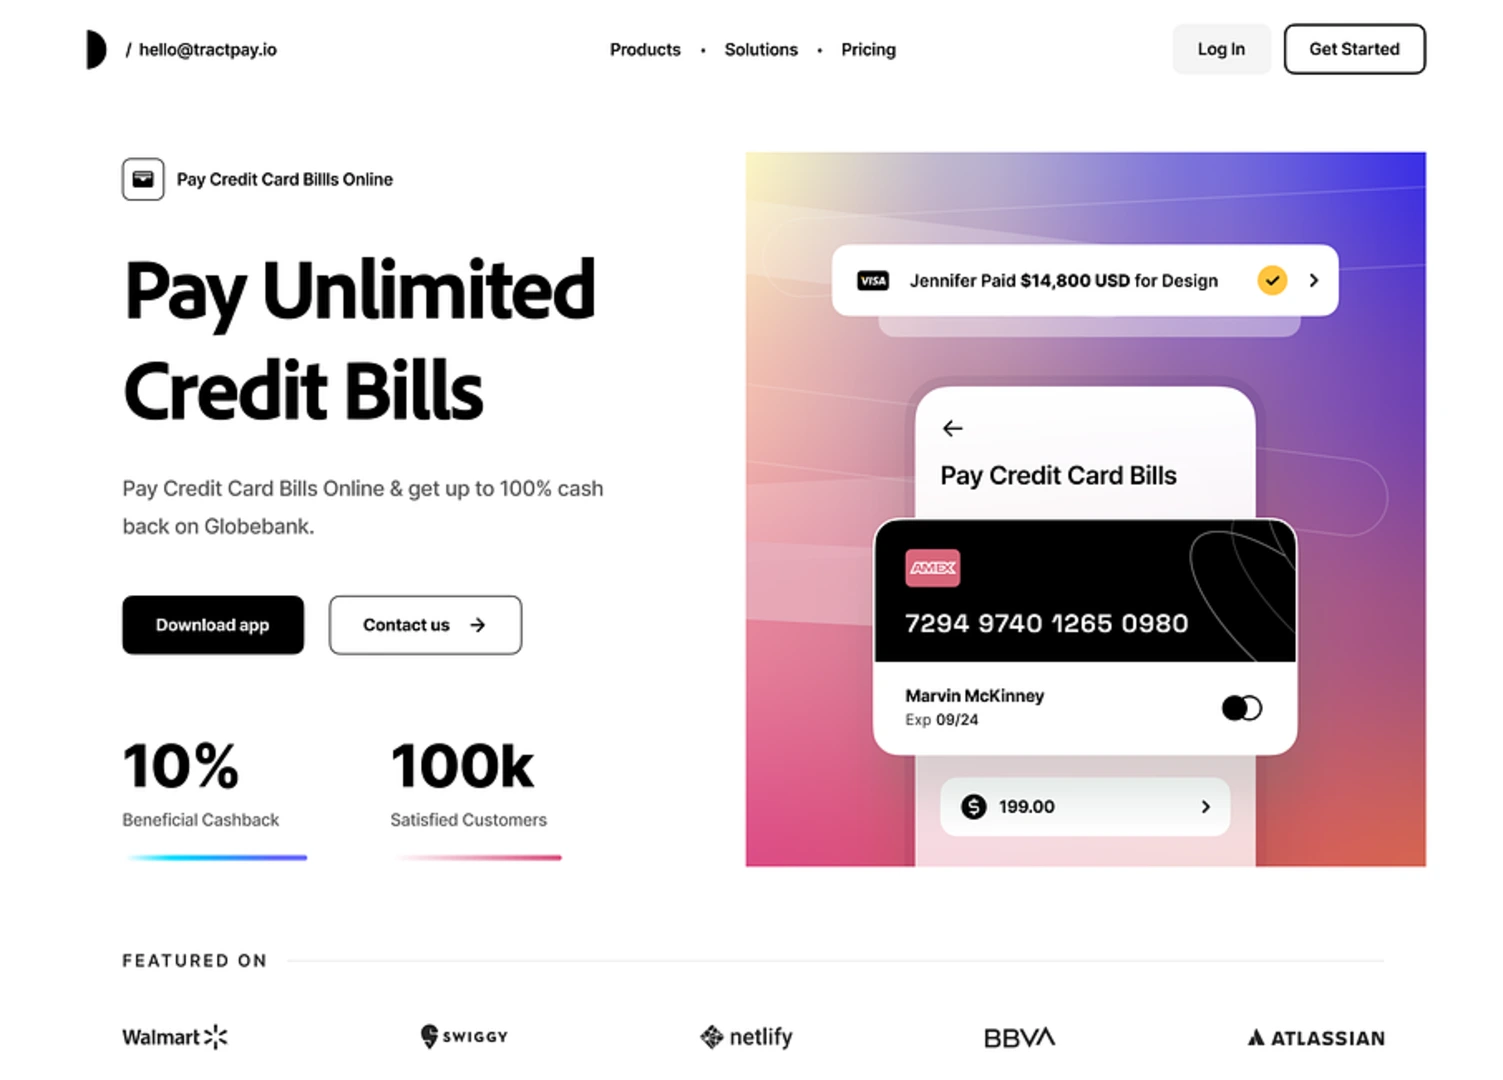 / hello@tractpay.io
Products • Solutions • Pricing
Log In
Get Started
Pay Credit Card Billls Online
Pay Unlimited
Credit Bills
Pay Credit Card Bills Online & get up to 100% cash
back on Globebank.
Download app
Contact us →
10%
Beneficial Cashback
100k
Satisfied Customers
VISA Jennifer Paid $14,800 USD for Design
Pay Credit Card Bills
AMEX
7294 9740 1265 0980
Marvin McKinney
Exp 09/24
$ 199.00
FEATURED ON
Walmart
SWIGGY
netlify
BBVA
ATLASSIAN